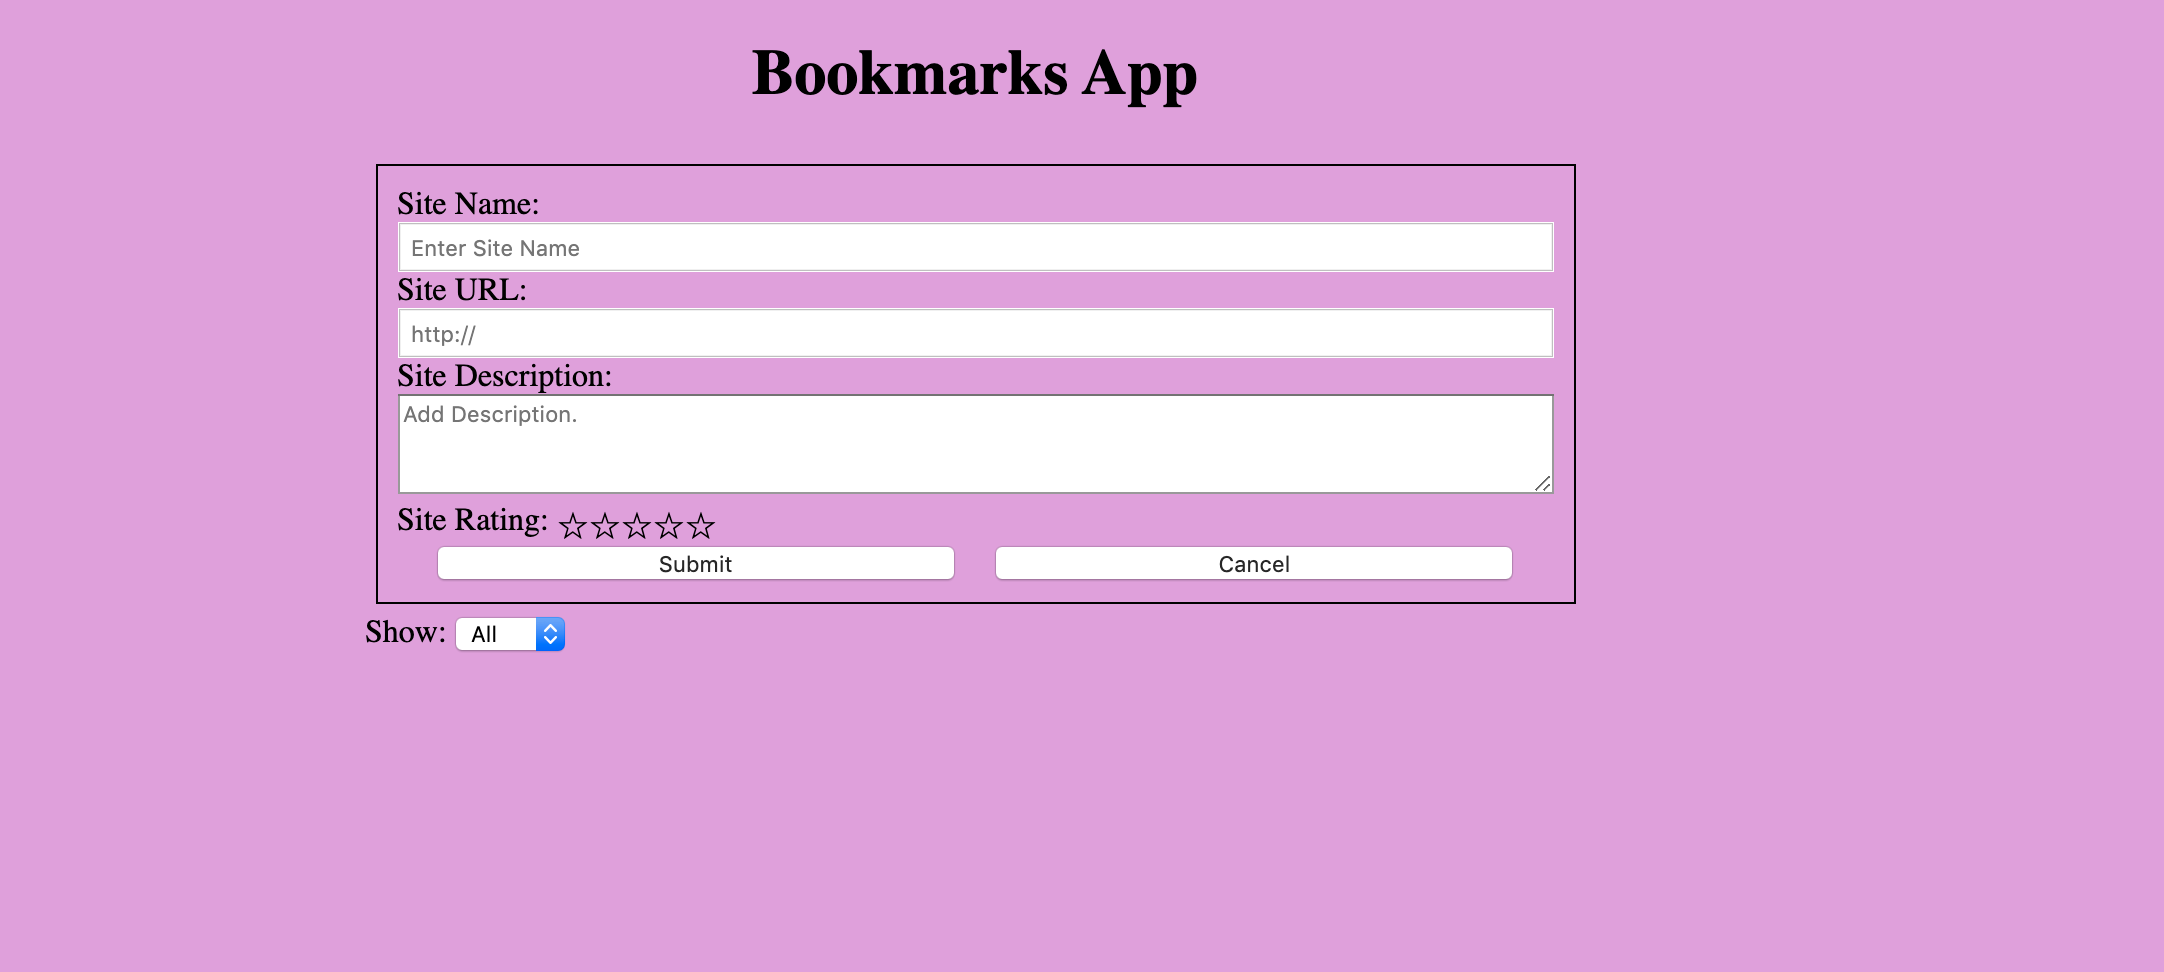 Bookmarks App
Site Name:
Enter Site Name
Site URL:
http://
Site Description:
Add Description.
Site Rating: ☆☆☆☆☆
Submit Cancel
Show: All